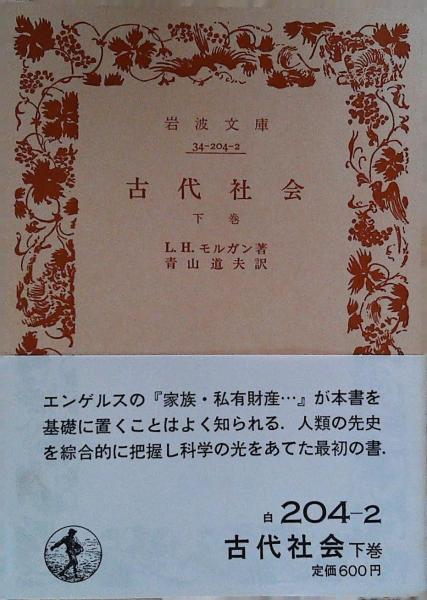 岩波文庫
34-204-2
古代社会
下巻
L.H.モルガン著
青山道夫訳
エンゲルスの『家族・私有財産…』が本書を
基礎に置くことはよく知られる．人類の先史
を綜合的に把握し科学の光をあてた最初の書．
白 204-2
古代社会 下巻
定価600円